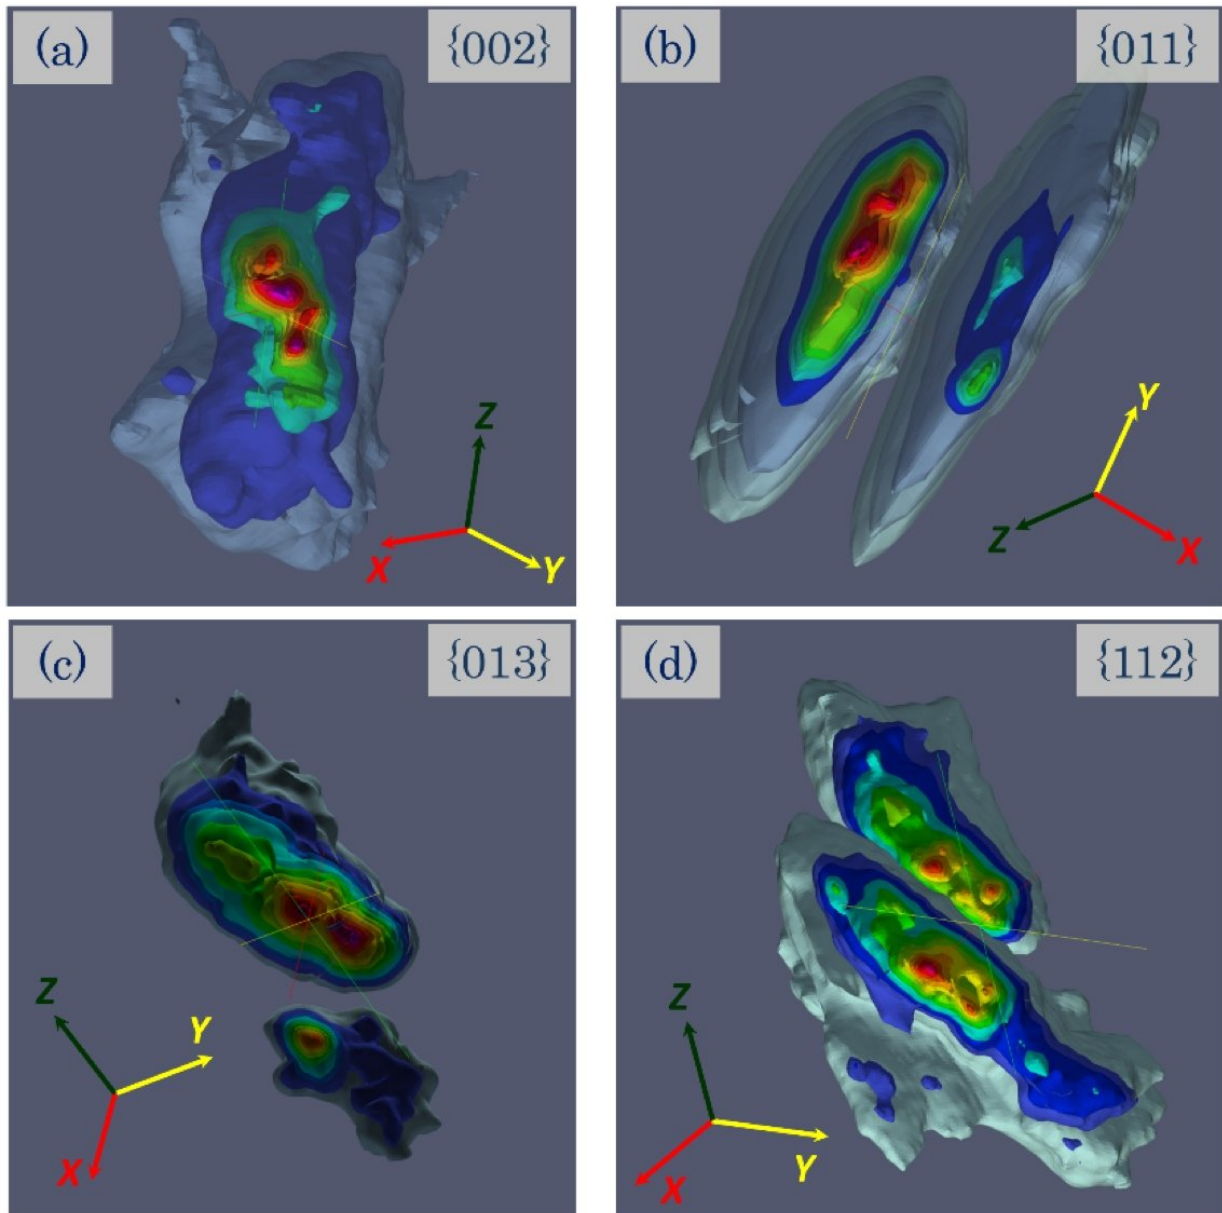 (a) {002}
Z
X Y
(b) {011}
Y
Z X
(c) {013}
Z Y
X
(d) {112}
Z
X Y